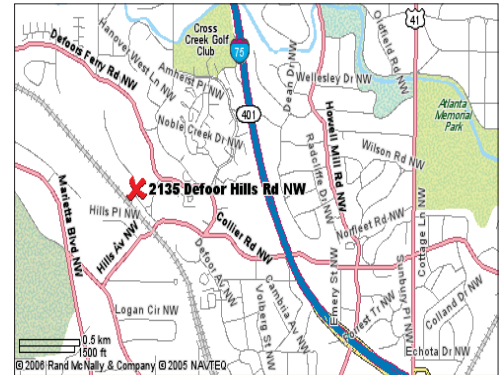 Cross
Creek Golf
Club
75
41
401
Defoors Ferry Rd NW
Hanover West Ln NW
Amherst Pl NW
Noble Creek Dr NW
Dean Dr NW
Wellesley Dr NW
Oldfield Rd NW
Atlanta
Memorial
Park
Howell Mill Rd NW
Radcliffe Dr NW
Wilson Rd NW
2135 Defoor Hills Rd NW
Marietta Blvd NW
Hills Pl NW
Hills Av NW
Collier Rd NW
Norfleet Rd NW
Cottage Ln NW
Defoor Av NW
Logan Cir NW
Volberg St NW
Cambria Av NW
Emery St NW
Forrest Tr NW
Sunbury Pl NW
Colland Dr NW
Echota Dr NW
0.5 km
1500 ft
© 2006 Rand McNally & Company © 2005 NAVTEQ